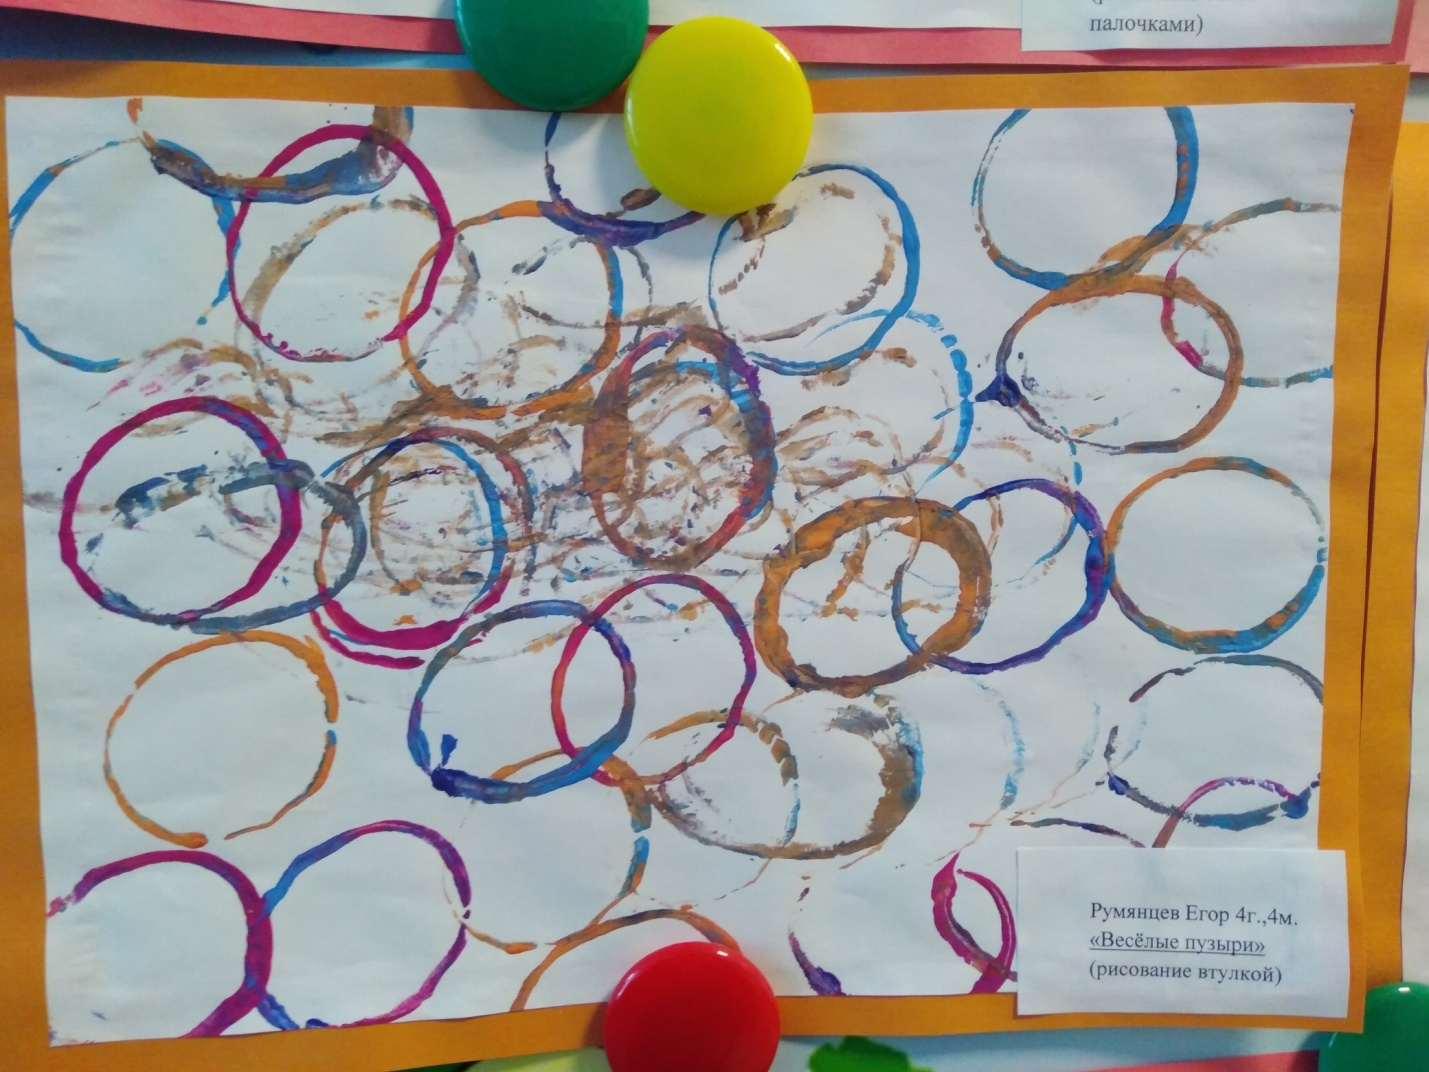 палочками)
Румянцев Егор 4г.,4м.
«Весёлые пузыри»
(рисование втулкой)